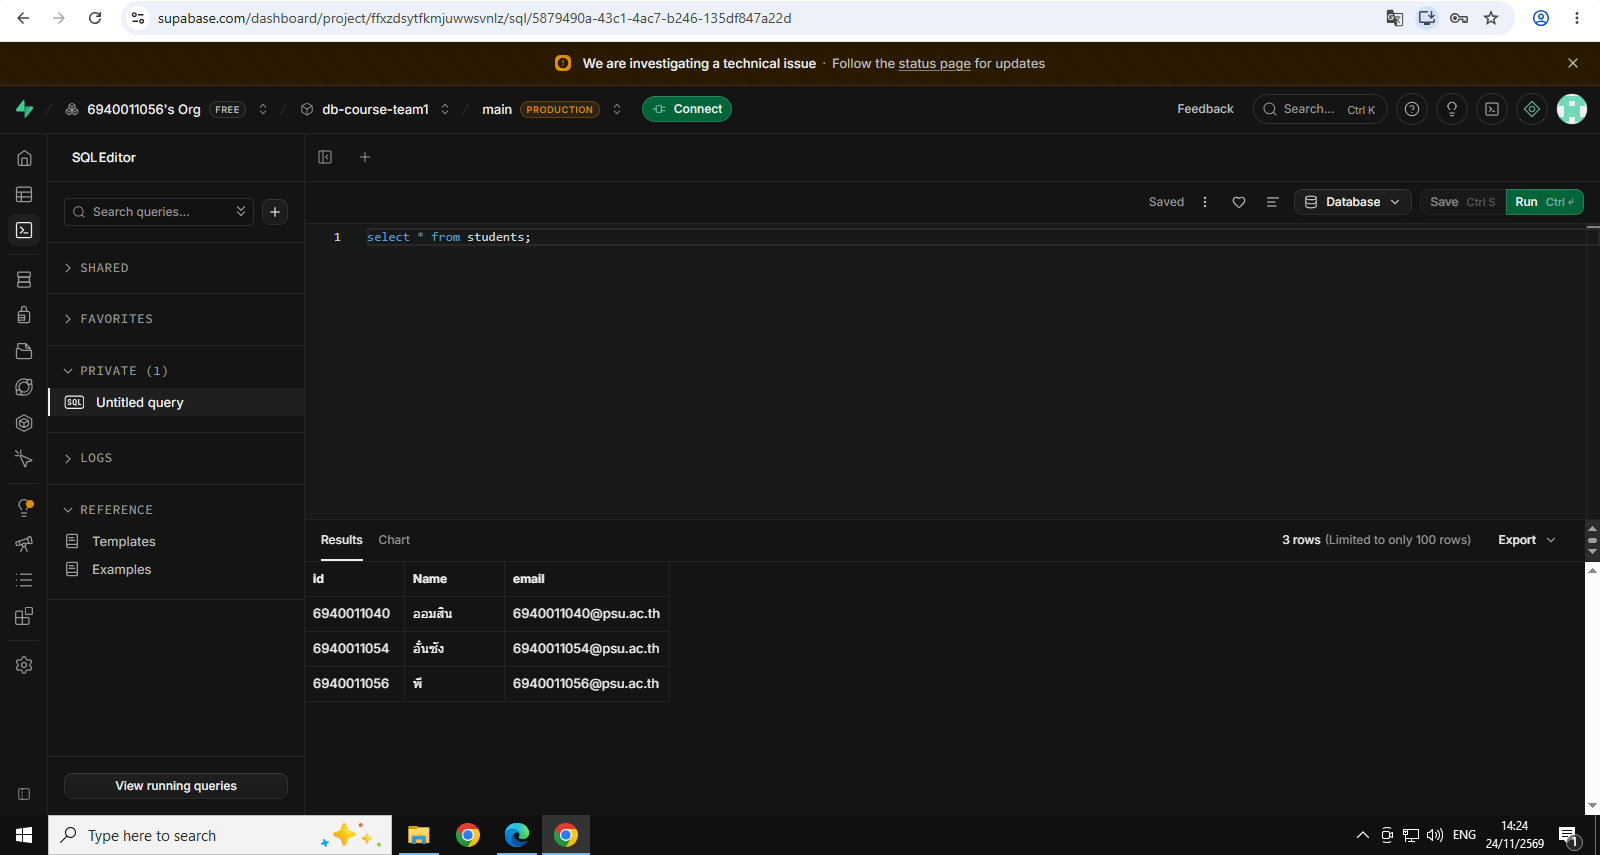 supabase.com/dashboard/project/ffxzdsytfkmjuwwsvnlz/sql/5879490a-43c1-4ac7-b246-135df847a22d
We are investigating a technical issue · Follow the status page for updates
6940011056's Org FREE / db-course-team1 / main PRODUCTION Connect Feedback Search... Ctrl K
SQL Editor
Search queries...
Saved Database Save Ctrl S Run Ctrl ↵
1 select * from students;
SHARED
FAVORITES
PRIVATE (1)
SQL Untitled query
LOGS
REFERENCE
Templates
Examples
View running queries
Results Chart 3 rows (Limited to only 100 rows) Export
id Name email
6940011040 ออมสิน 6940011040@psu.ac.th
6940011054 อั้นซัง 6940011054@psu.ac.th
6940011056 พี 6940011056@psu.ac.th
Type here to search
ENG
14:24
24/11/2569
1